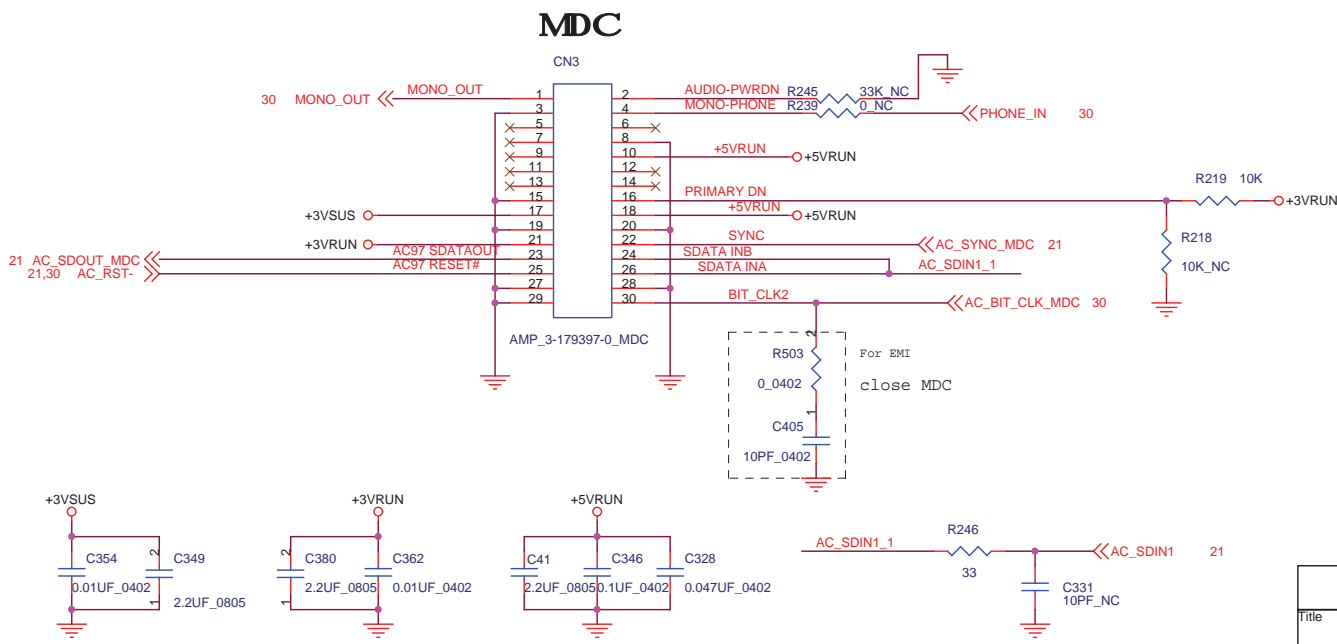 MDC
CN3
30 MONO_OUT MONO_OUT 1 2 AUDIO-PWRDN R245 33K_NC
3 4 MONO-PHONE R239 0_NC PHONE_IN 30
5 6
7 8
9 10 +5VRUN +5VRUN
11 12
13 14
15 16 PRIMARY DN R219 10K +3VRUN
+3VSUS 17 18 +5VRUN +5VRUN
19 20
+3VRUN 21 22 SYNC AC_SYNC_MDC 21
R218
10K_NC
21 AC_SDOUT_MDC AC97 SDATAOUT 23 24 SDATA INB
21,30 AC_RST- AC97 RESET# 25 26 SDATA INA AC_SDIN1_1
27 28
29 30 BIT_CLK2 AC_BIT_CLK_MDC 30
AMP_3-179397-0_MDC
2
R503
0_0402
1
For EMI
close MDC
C405
10PF_0402
+3VSUS
C354
0.01UF_0402
2
C349
1
2.2UF_0805
+3VRUN
2
C380
1
2.2UF_0805
C362
0.01UF_0402
+5VRUN
C41
2.2UF_0805
C346
0.1UF_0402
C328
0.047UF_0402
AC_SDIN1_1
R246
33
AC_SDIN1 21
C331
10PF_NC
Title